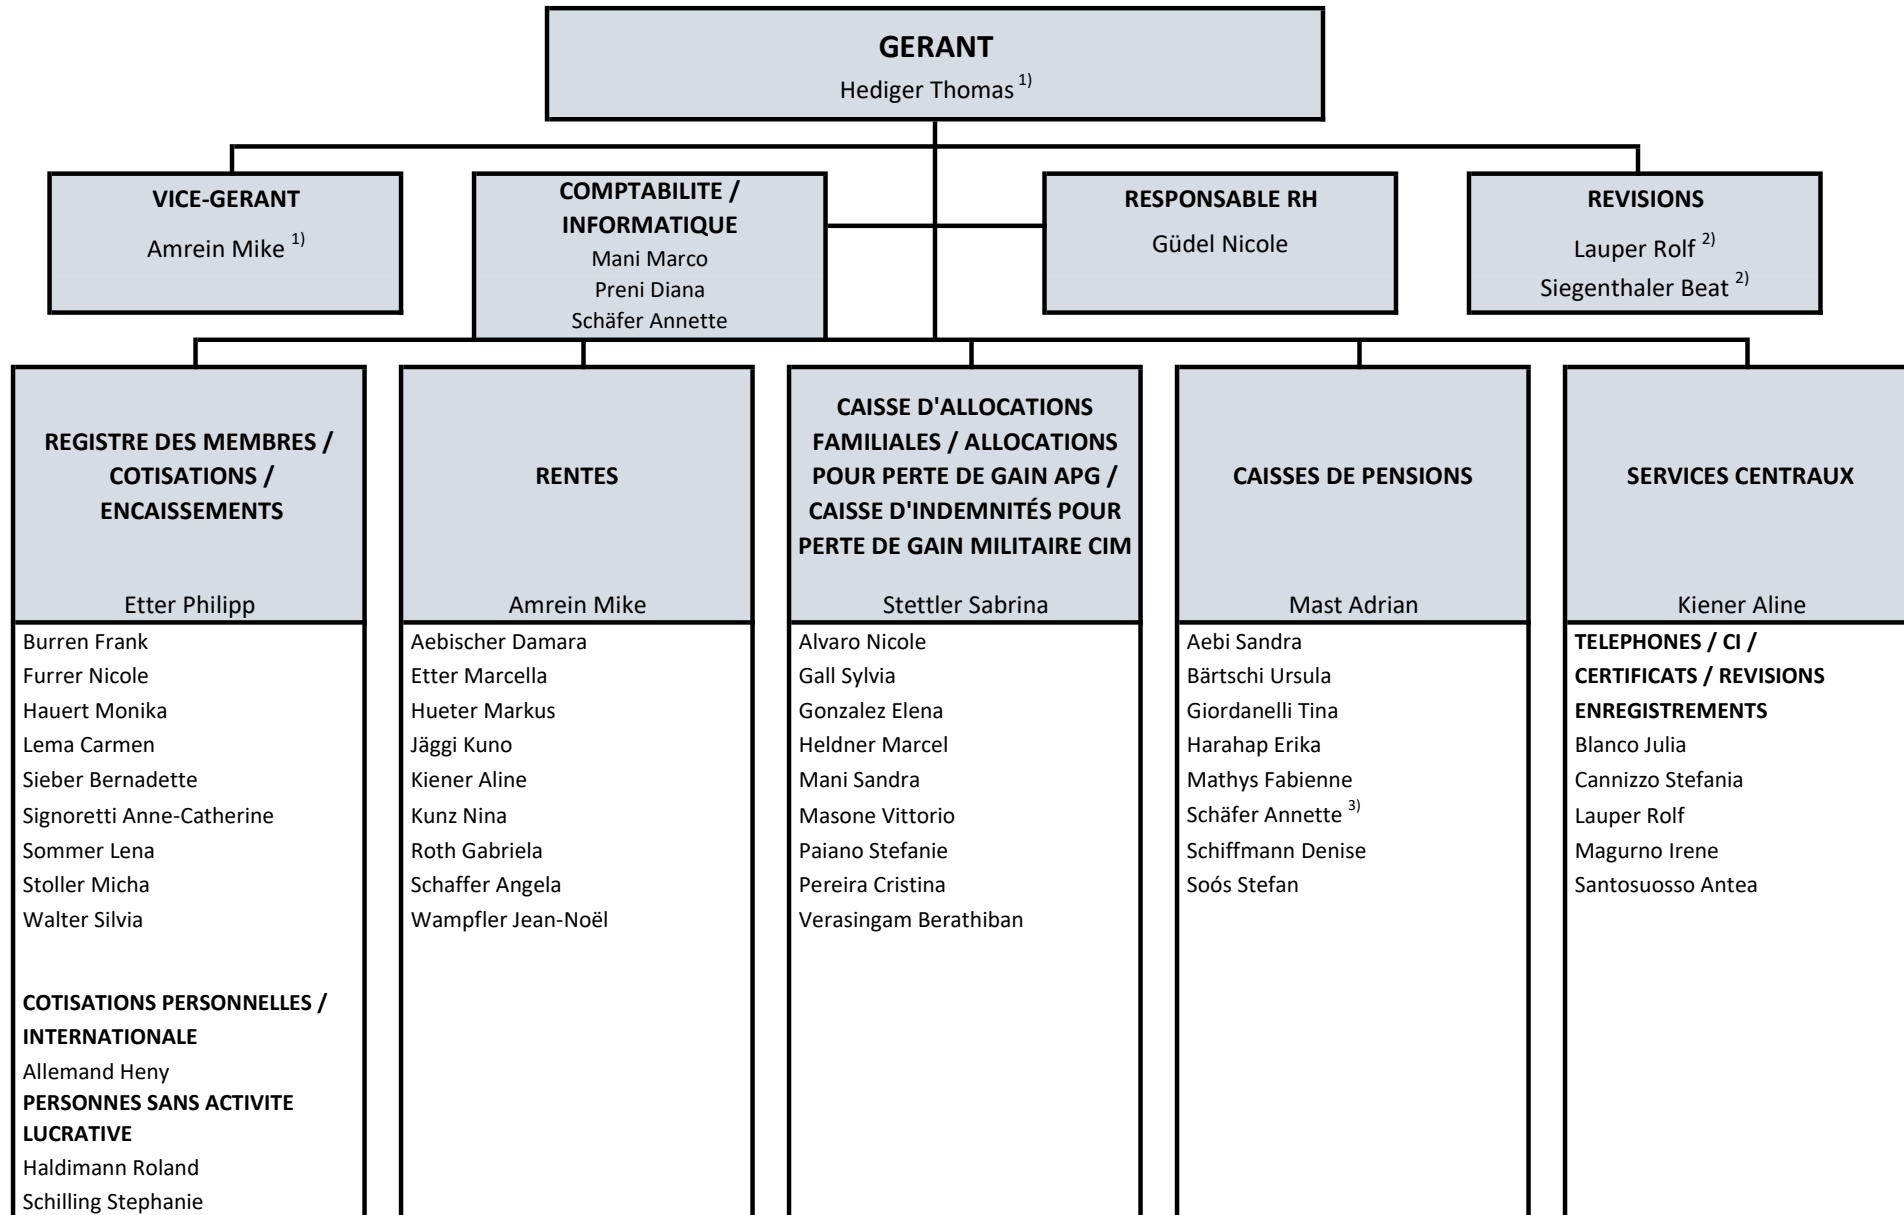 GERANT
Hediger Thomas 1)
VICE-GERANT
Amrein Mike 1)
COMPTABILITE /
INFORMATIQUE
Mani Marco
Preni Diana
Schäfer Annette
RESPONSABLE RH
Güdel Nicole
REVISIONS
Lauper Rolf 2)
Siegenthaler Beat 2)
REGISTRE DES MEMBRES /
COTISATIONS /
ENCAISSEMENTS
Etter Philipp
Burren Frank
Furrer Nicole
Hauert Monika
Lema Carmen
Sieber Bernadette
Signoretti Anne-Catherine
Sommer Lena
Stoller Micha
Walter Silvia
COTISATIONS PERSONNELLES /
INTERNATIONALE
Allemand Heny
PERSONNES SANS ACTIVITE
LUCRATIVE
Haldimann Roland
Schilling Stephanie
RENTES
Amrein Mike
Aebischer Damara
Etter Marcella
Hueter Markus
Jäggi Kuno
Kiener Aline
Kunz Nina
Roth Gabriela
Schaffer Angela
Wampfler Jean-Noël
CAISSE D'ALLOCATIONS
FAMILIALES / ALLOCATIONS
POUR PERTE DE GAIN APG /
CAISSE D'INDEMNITÉS POUR
PERTE DE GAIN MILITAIRE CIM
Stettler Sabrina
Alvaro Nicole
Gall Sylvia
Gonzalez Elena
Heldner Marcel
Mani Sandra
Masone Vittorio
Paiano Stefanie
Pereira Cristina
Verasingam Berathiban
CAISSES DE PENSIONS
Mast Adrian
Aebi Sandra
Bärtschi Ursula
Giordanelli Tina
Harahap Erika
Mathys Fabienne
Schäfer Annette 3)
Schiffmann Denise
Soós Stefan
SERVICES CENTRAUX
Kiener Aline
TELEPHONES / CI /
CERTIFICATS / REVISIONS
ENREGISTREMENTS
Blanco Julia
Cannizzo Stefania
Lauper Rolf
Magurno Irene
Santosuosso Antea